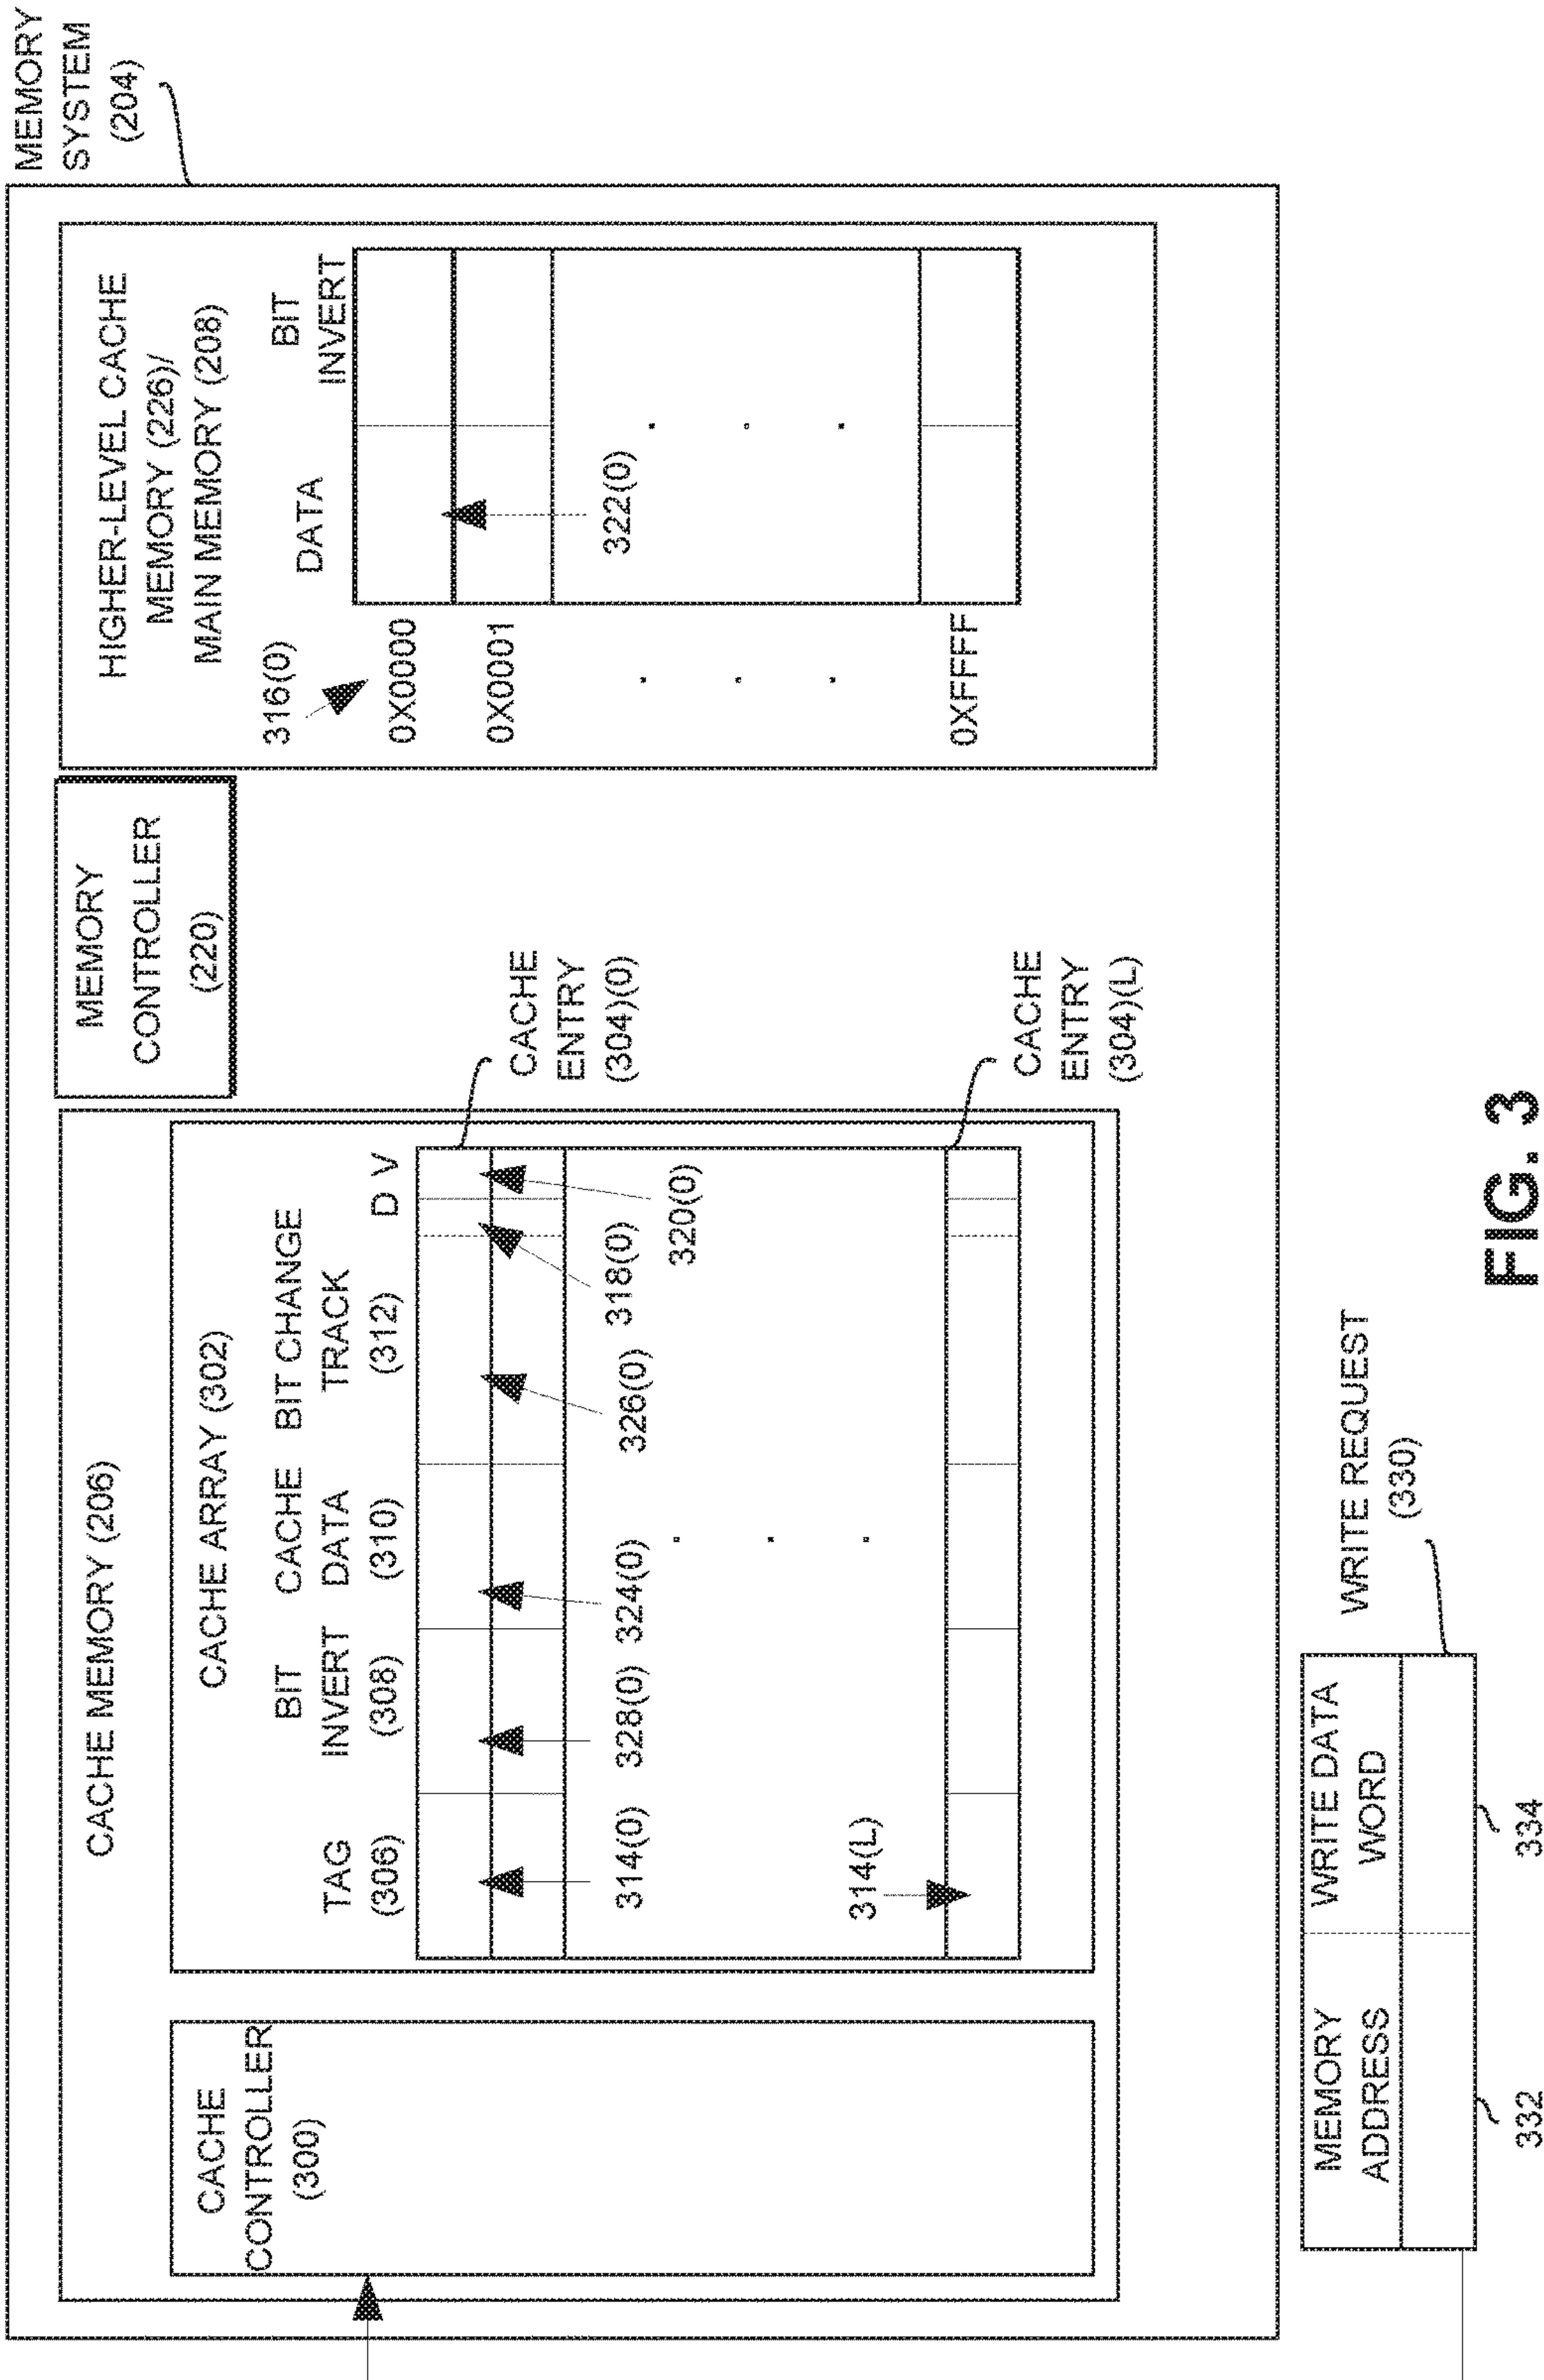 MEMORY
SYSTEM
(204)
CACHE MEMORY (206)
CACHE
CONTROLLER
(300)
CACHE ARRAY (302)
TAG
(306)
BIT
INVERT
(308)
CACHE
DATA
(310)
BIT CHANGE
TRACK
(312)
D V
314(0)
328(0)
324(0)
326(0)
318(0)
320(0)
314(L)
CACHE
ENTRY
(304)(0)
CACHE
ENTRY
(304)(L)
MEMORY
CONTROLLER
(220)
HIGHER-LEVEL CACHE
MEMORY (226)/
MAIN MEMORY (208)
316(0)
DATA
BIT
INVERT
0X0000
0X0001
322(0)
0XFFFF
MEMORY
ADDRESS
WRITE DATA
WORD
332
334
WRITE REQUEST
(330)
FIG. 3